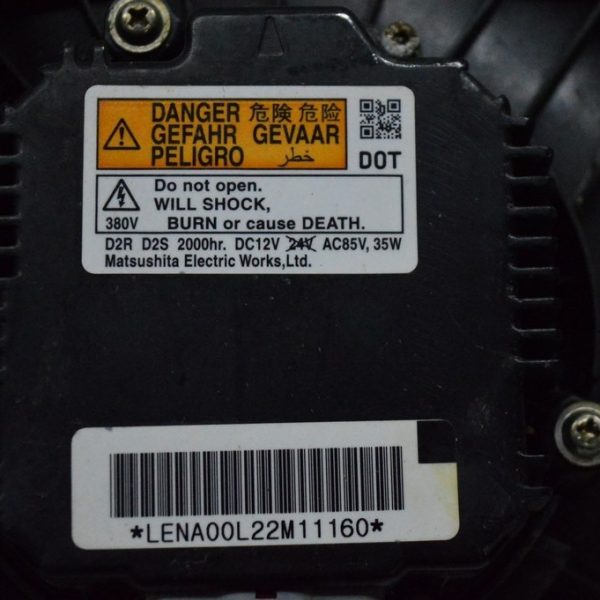 DANGER 危険 危险
GEFAHR GEVAAR
PELIGRO خطر
DOT
Do not open.
WILL SHOCK,
380V BURN or cause DEATH.
D2R D2S 2000hr. DC12V 24V AC85V, 35W
Matsushita Electric Works,Ltd.
*LENA00L22M11160*